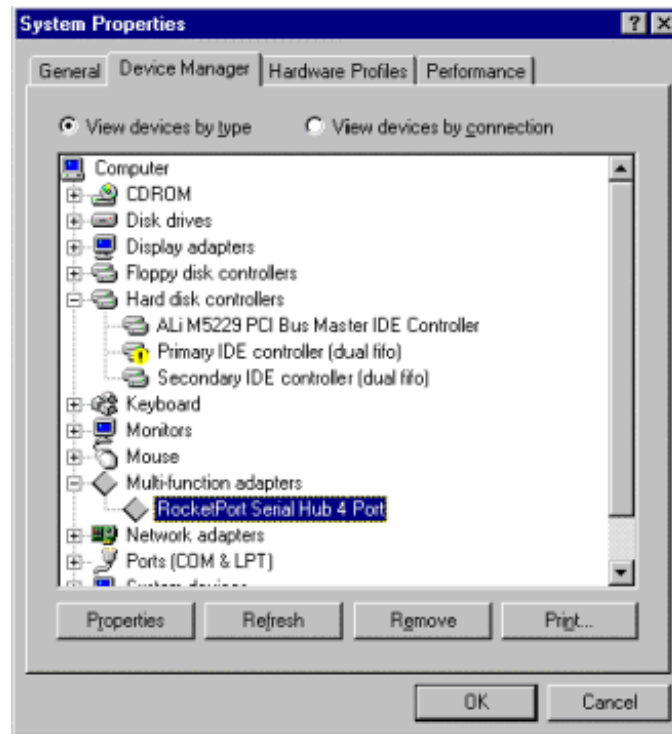 System Properties
General Device Manager Hardware Profiles Performance
View devices by type View devices by connection
Computer
CDROM
Disk drives
Display adapters
Floppy disk controllers
Hard disk controllers
ALi M5229 PCI Bus Master IDE Controller
Primary IDE controller (dual fifo)
Secondary IDE controller (dual fifo)
Keyboard
Monitors
Mouse
Multi-function adapters
RocketPort Serial Hub 4 Port
Network adapters
Ports (COM & LPT)
System devices
Properties Refresh Remove Print...
OK Cancel